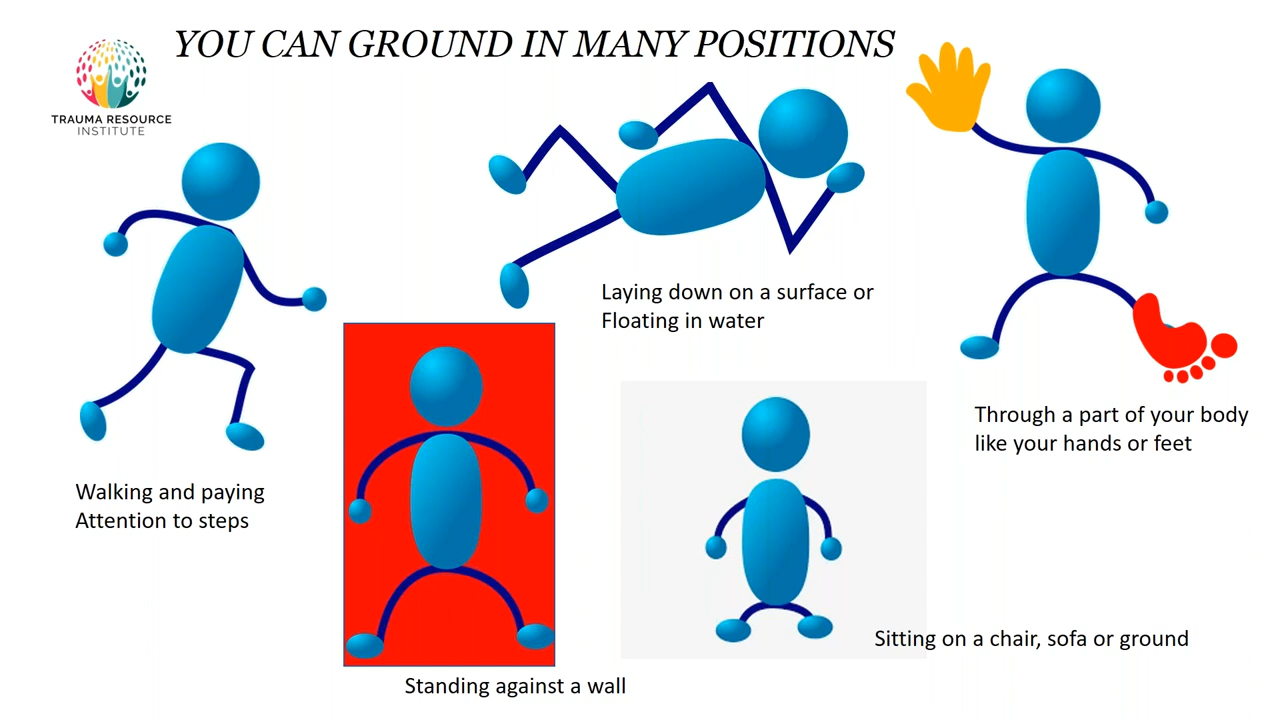 YOU CAN GROUND IN MANY POSITIONS
TRAUMA RESOURCE
INSTITUTE
Laying down on a surface or
Floating in water
Through a part of your body
like your hands or feet
Walking and paying
Attention to steps
Sitting on a chair, sofa or ground
Standing against a wall